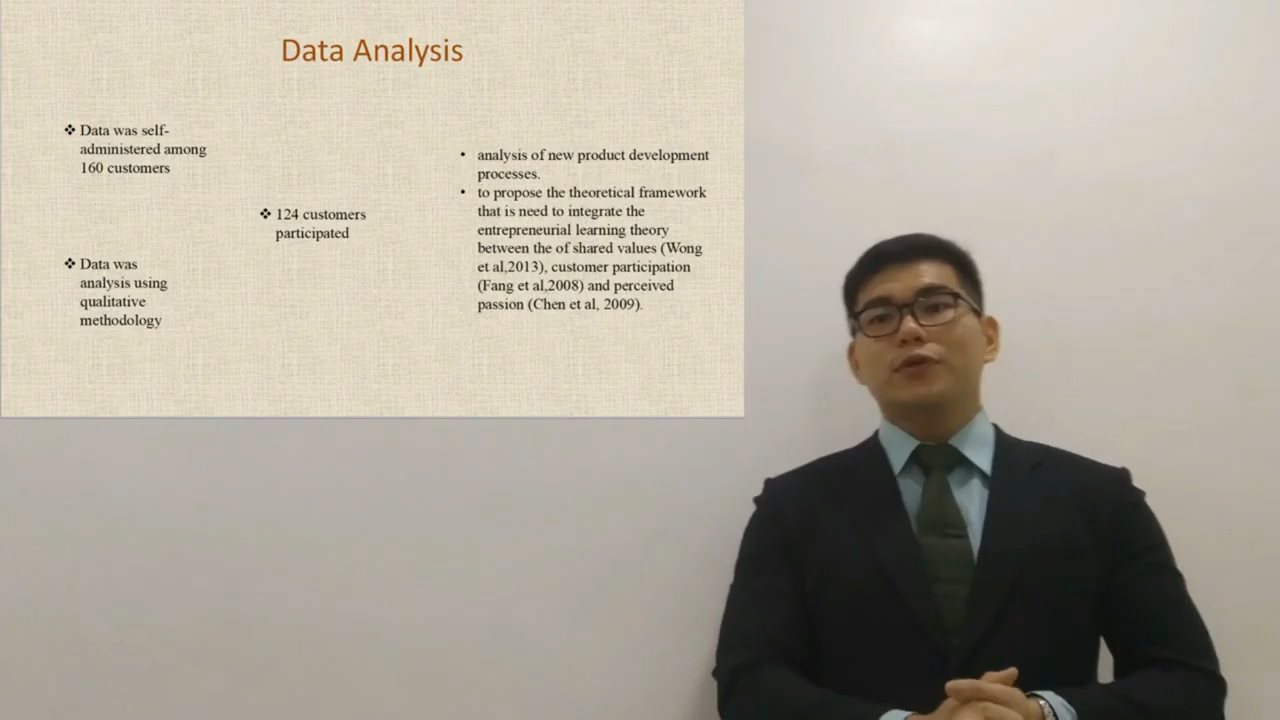 Data Analysis
❖ Data was self-
administered among
160 customers
❖ Data was
analysis using
qualitative
methodology
❖ 124 customers
participated
• analysis of new product development
processes.
• to propose the theoretical framework
that is need to integrate the
entrepreneurial learning theory
between the of shared values (Wong
et al,2013), customer participation
(Fang et al,2008) and perceived
passion (Chen et al, 2009).